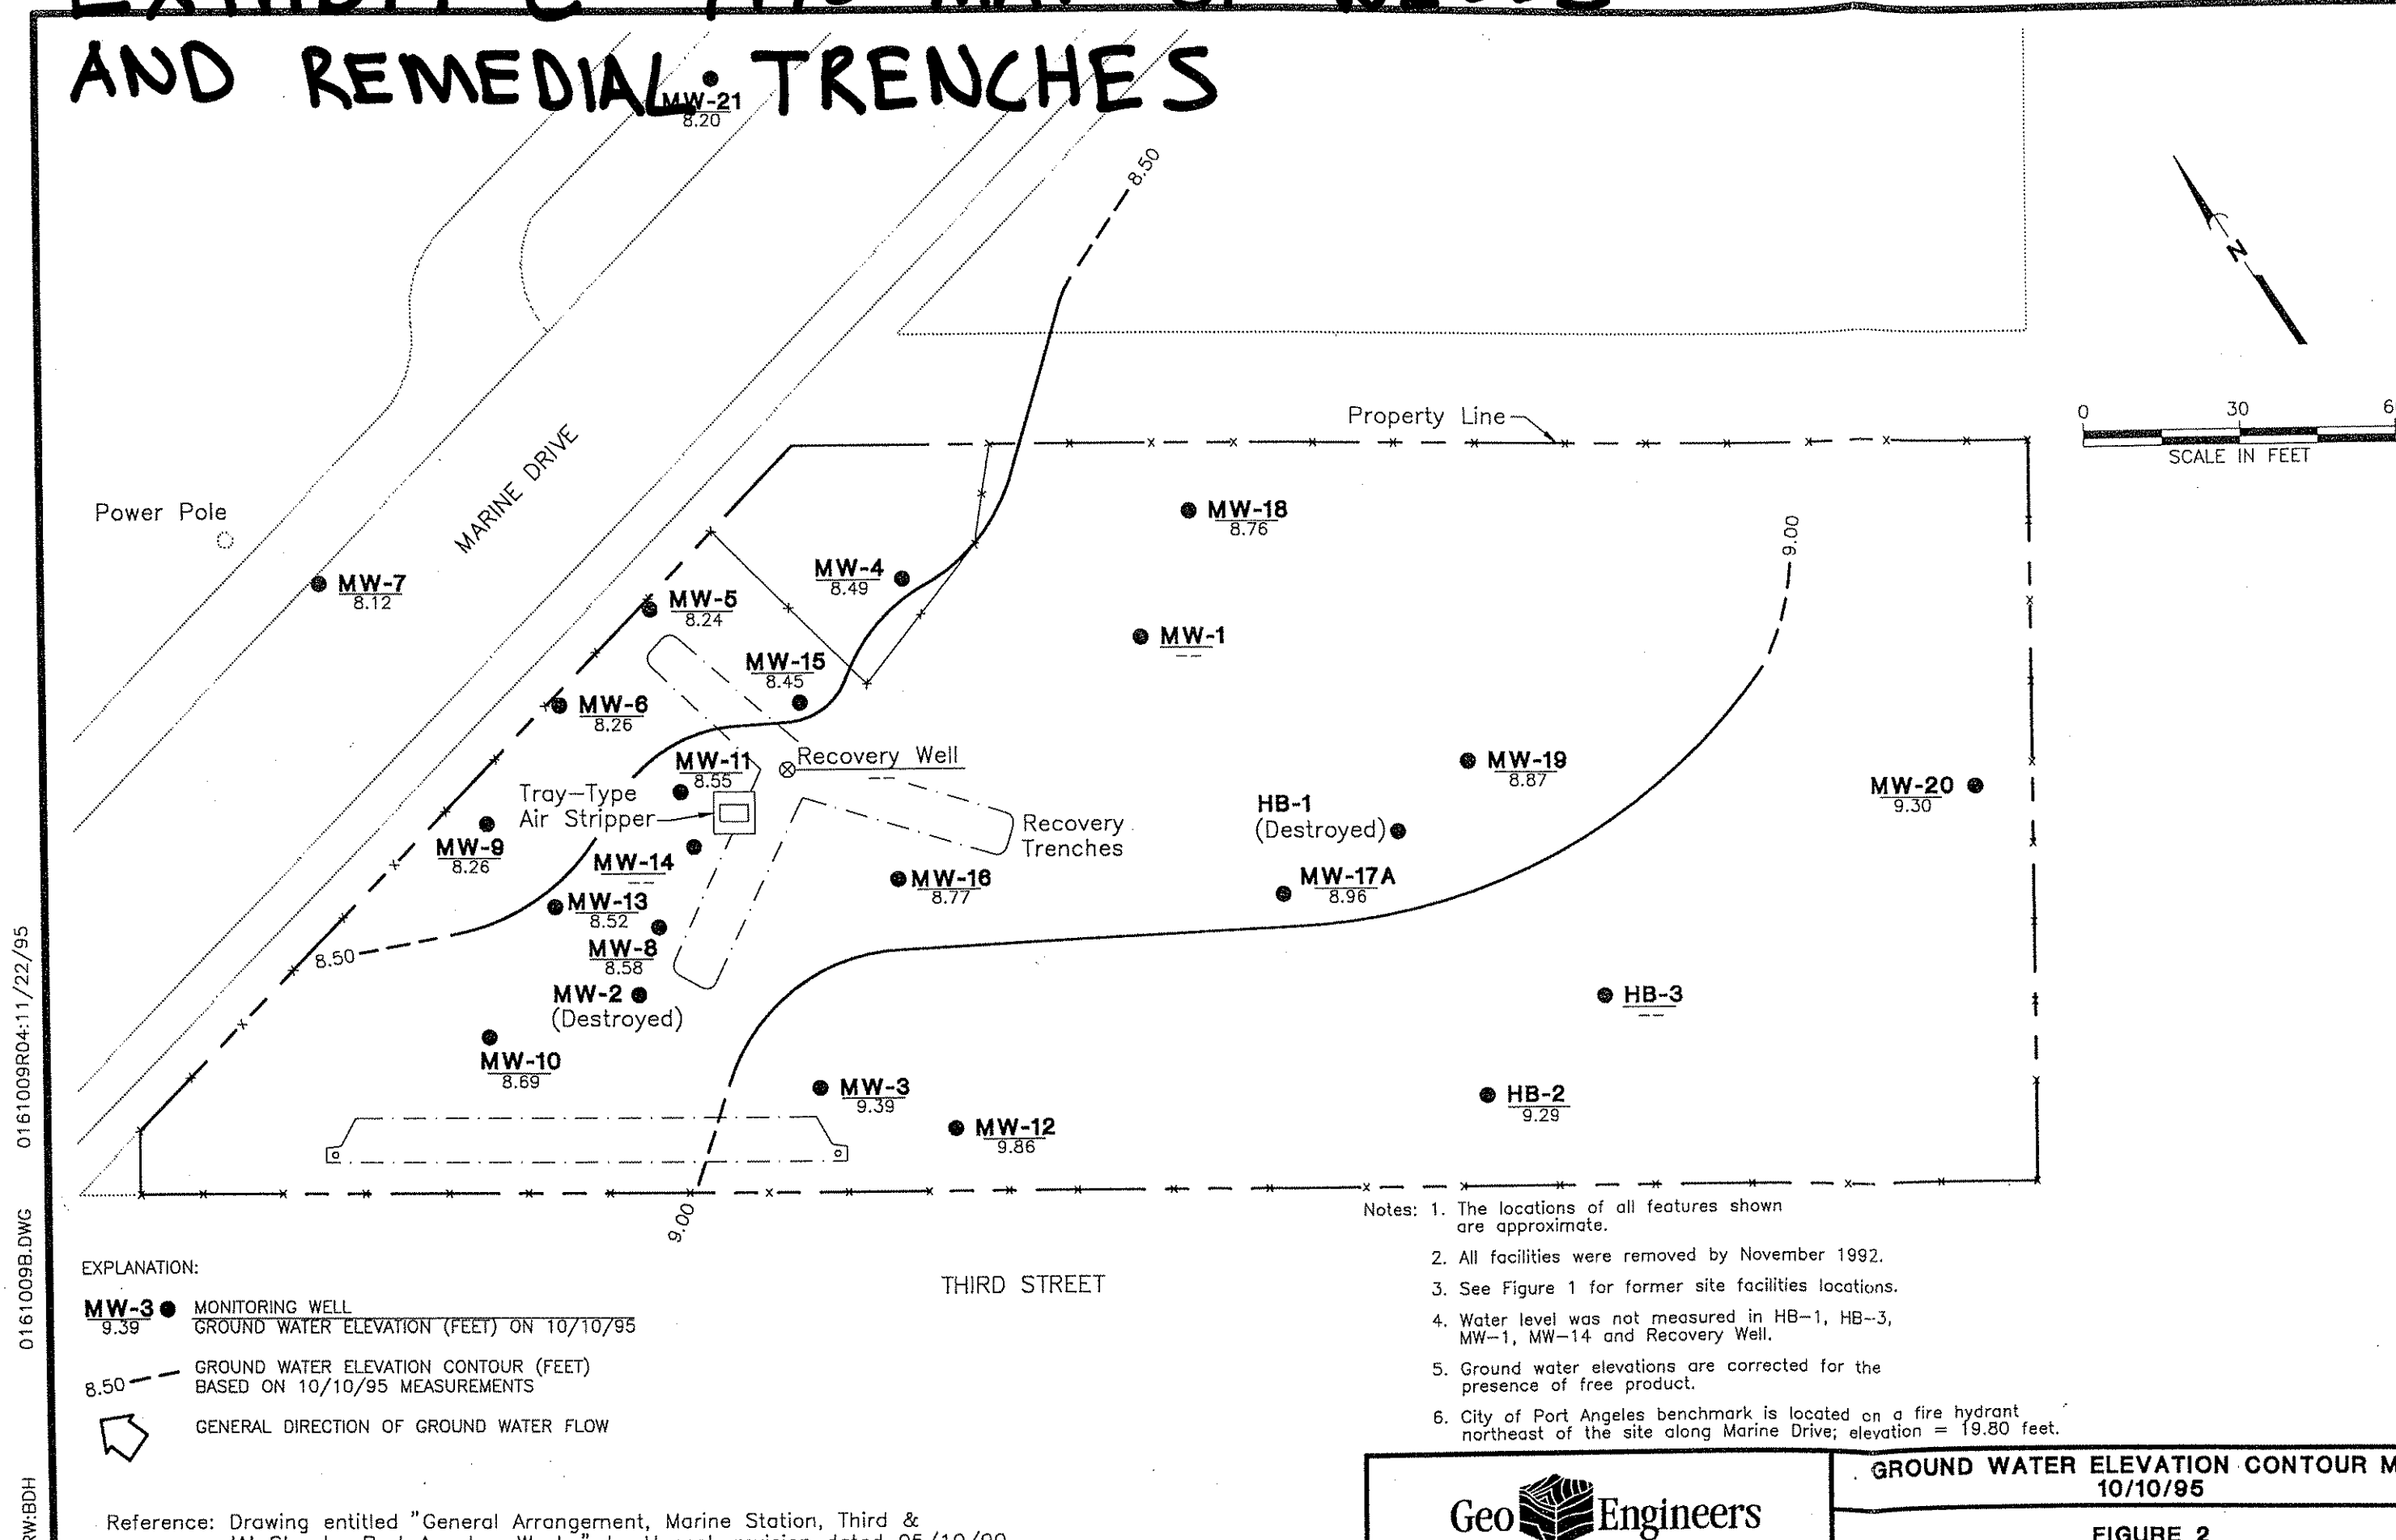 AND REMEDIAL TRENCHES
MW-21
8.20
8.50
Property Line
0 30
SCALE IN FEET
N
Power Pole
MARINE DRIVE
MW-18
8.76
9.00
MW-4
8.49
MW-7
8.12
MW-5
8.24
MW-1
--
MW-15
8.45
MW-6
8.26
MW-11
8.55
Recovery Well
--
MW-19
8.87
MW-20
9.30
Tray-Type
Air Stripper
HB-1
(Destroyed)
Recovery
Trenches
MW-9
8.26
MW-14
--
MW-16
8.77
MW-17A
8.96
MW-13
8.52
8.50
MW-8
8.58
MW-2
(Destroyed)
HB-3
--
MW-10
8.69
MW-3
9.39
HB-2
9.29
MW-12
9.86
9.00
THIRD STREET
Notes: 1. The locations of all features shown
are approximate.
2. All facilities were removed by November 1992.
3. See Figure 1 for former site facilities locations.
4. Water level was not measured in HB-1, HB-3,
MW-1, MW-14 and Recovery Well.
5. Ground water elevations are corrected for the
presence of free product.
6. City of Port Angeles benchmark is located on a fire hydrant
northeast of the site along Marine Drive; elevation = 19.80 feet.
EXPLANATION:
MW-3 MONITORING WELL
9.39 GROUND WATER ELEVATION (FEET) ON 10/10/95
8.50 GROUND WATER ELEVATION CONTOUR (FEET)
BASED ON 10/10/95 MEASUREMENTS
GENERAL DIRECTION OF GROUND WATER FLOW
Reference: Drawing entitled "General Arrangement, Marine Station, Third &
Geo Engineers
GROUND WATER ELEVATION CONTOUR M
10/10/95
FIGURE 2
0161009R04:11/22/95
0161009B.DWG
RW:BDH